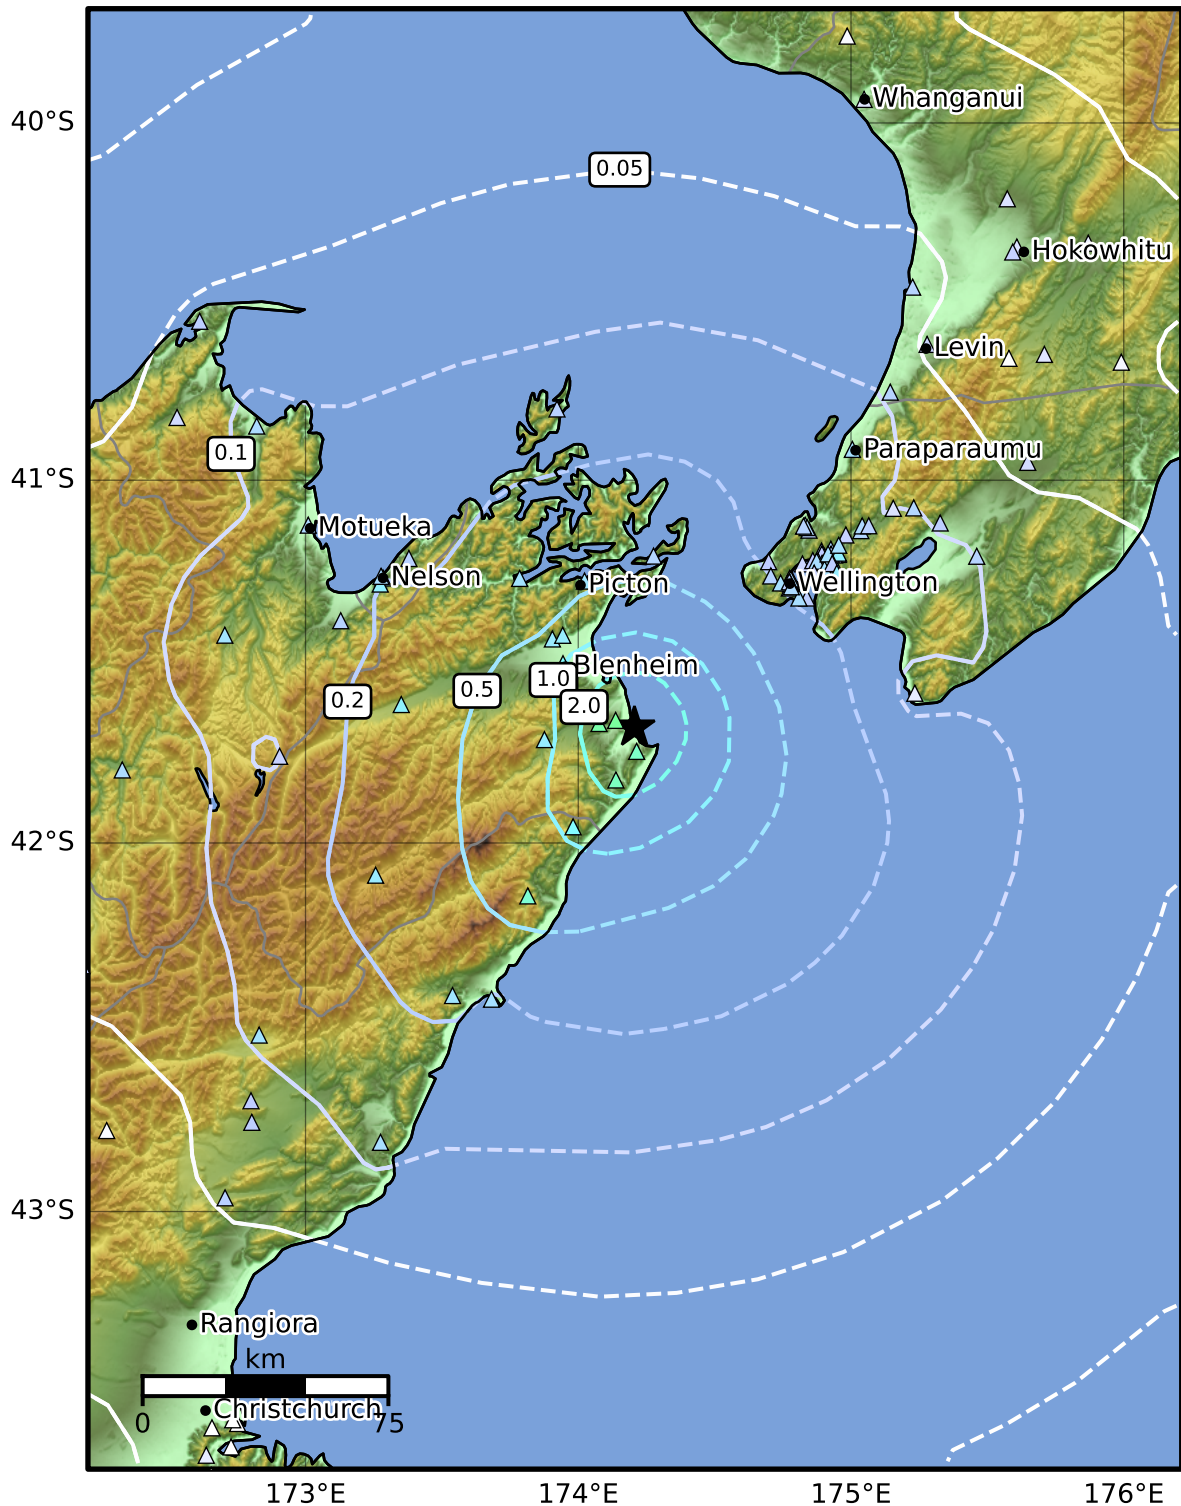 Whanganui
40°S
0.05
Hokowhitu
Levin
0.1
Paraparaumu
41°S
Motueka
Nelson
Picton
Wellington
Blenheim
1.0
0.5
0.2
2.0
42°S
43°S
Rangiora
km
Christchurch
0
75
173°E
174°E
175°E
176°E